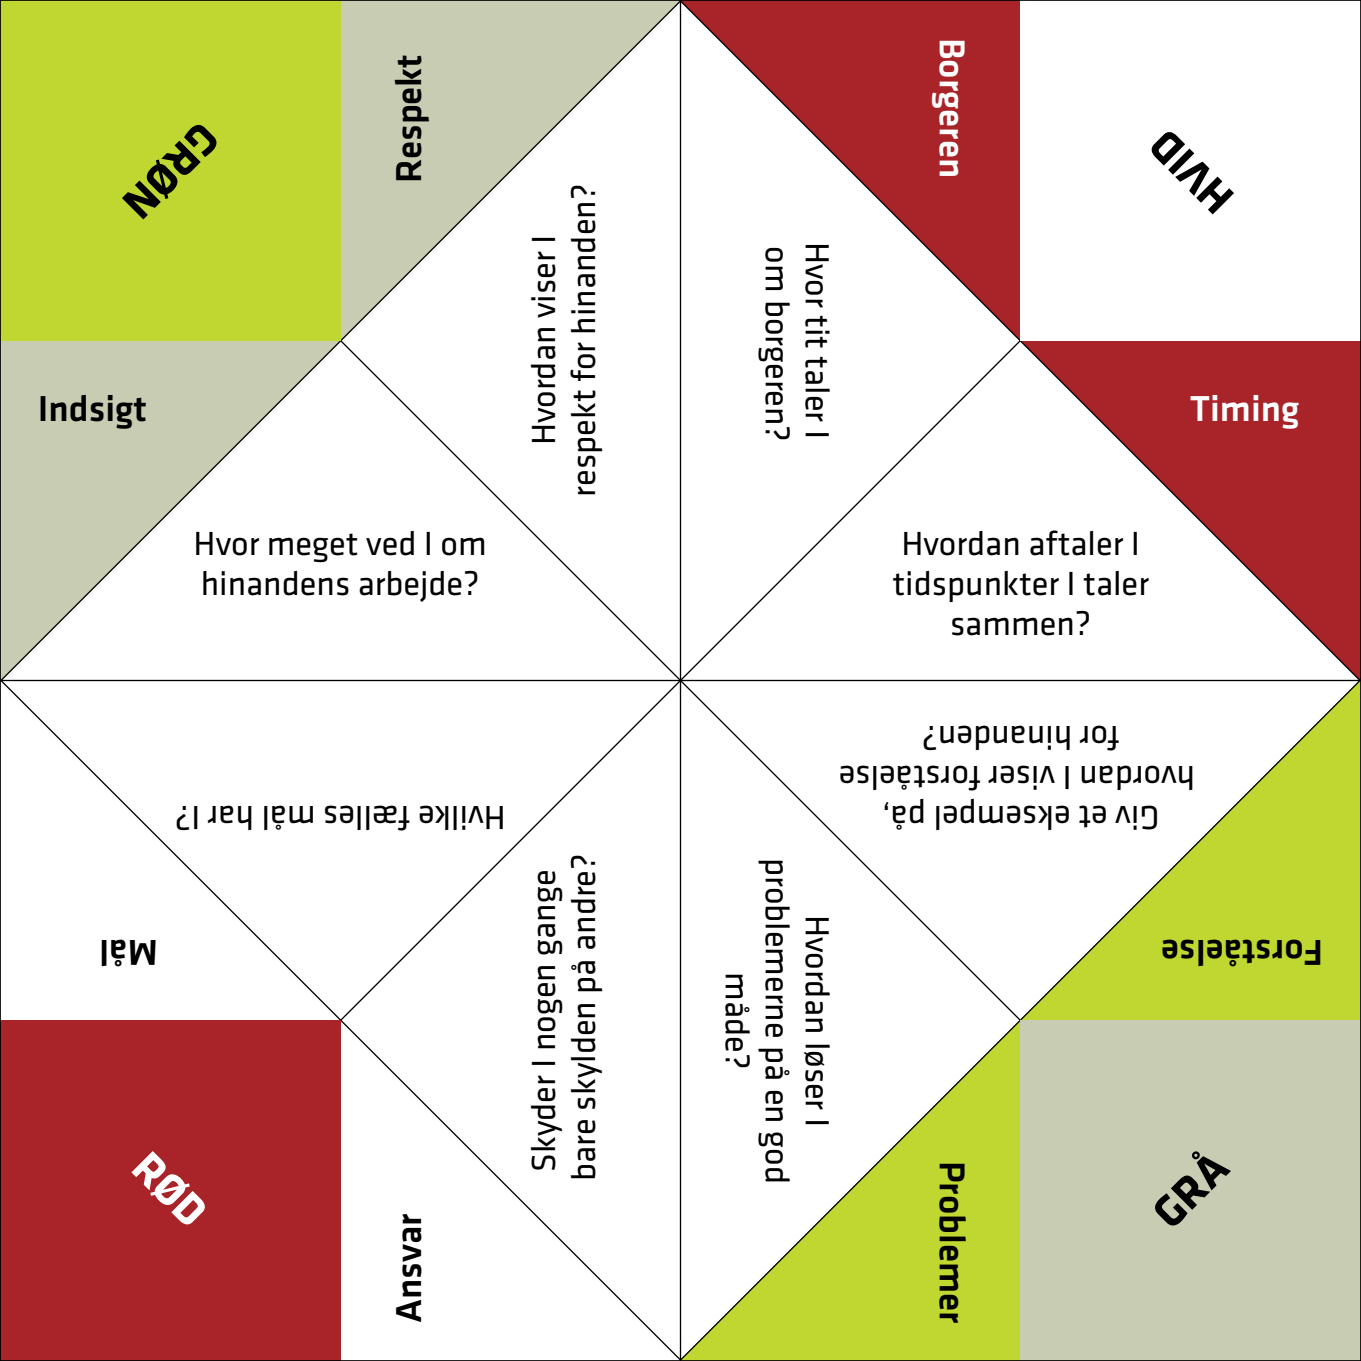 GRØN
Respekt
Borgeren
HVID
Hvordan viser I
respekt for hinanden?
Hvor tit taler I
om borgeren?
Indsigt
Timing
Hvor meget ved I om
hinandens arbejde?
Hvordan aftaler I
tidspunkter I taler
sammen?
Hvilke fælles mål har I?
Giv et eksempel på,
hvordan I viser forståelse
for hinanden?
Mål
Skyder I nogen gange
bare skylden på andre?
Hvordan løser I
problemerne på en god
måde?
Forståelse
RØD
Ansvar
Problemer
GRÅ